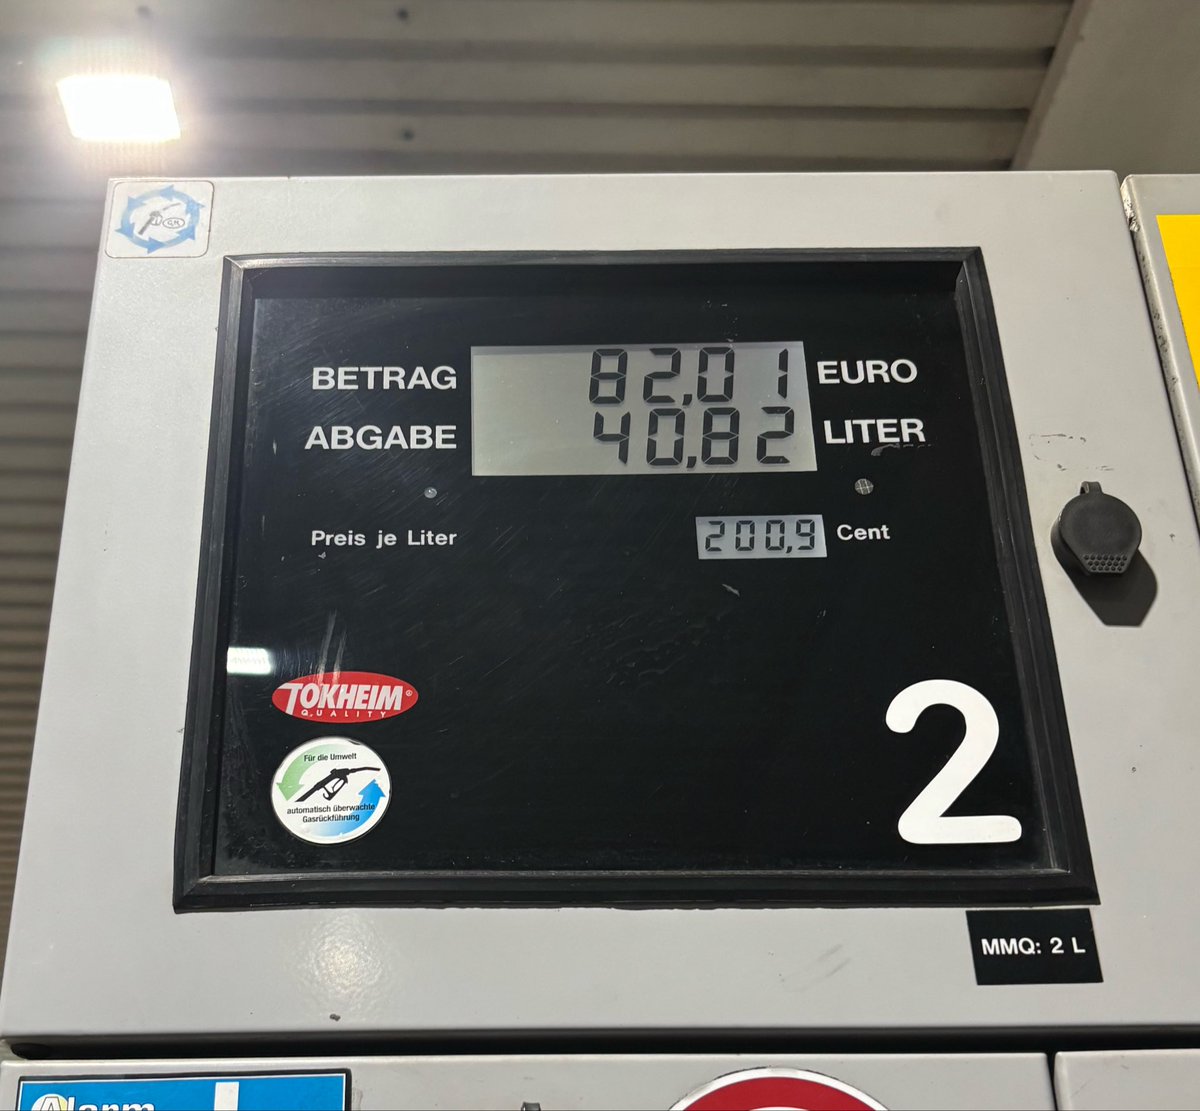 BETRAG 82,01 EURO
ABGABE 40,82 LITER
Preis je Liter 200,9 Cent
TOKHEIM®
QUALITY
Für die Umwelt
automatisch überwachte
Gasrückführung
2
MMQ: 2 L
Alarm